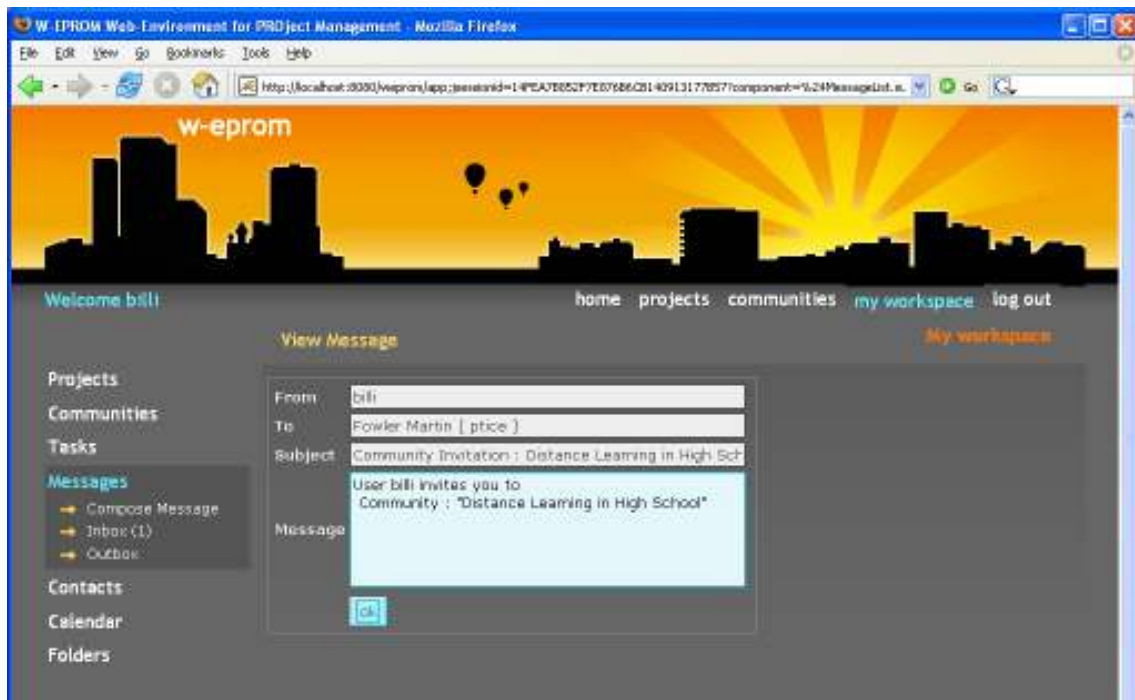 W-EPROM Web-Environment for PROject Management - Mozilla Firefox
File Edit View Go Bookmarks Tools Help
Go
w-eprom
Welcome billi
home projects communities my workspace log out
View Message
My workspace
Projects
Communities
Tasks
Messages
Compose Message
Inbox (1)
Outbox
Contacts
Calendar
Folders
From billi
To Fowler Martin [ ptice ]
Subject Community Invitation : Distance Learning in High Sch
Message
User billi invites you to
Community : "Distance Learning in High School"
ok